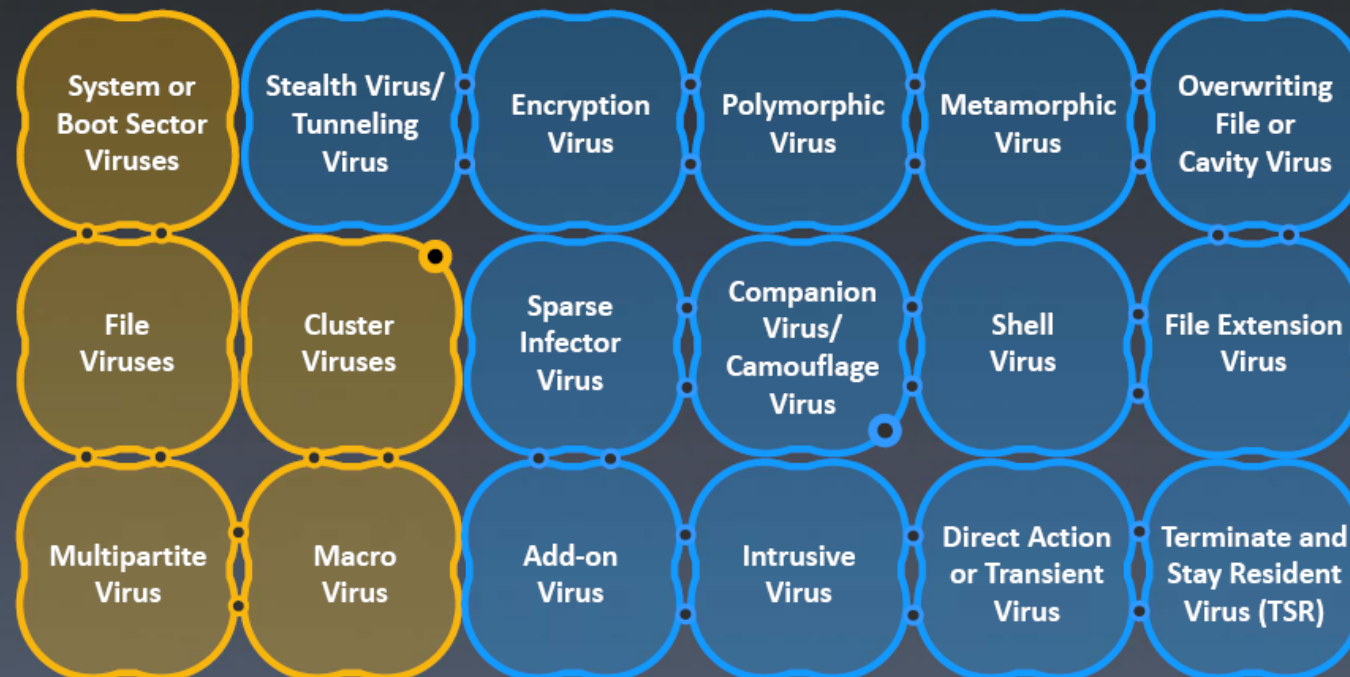 System or
Boot Sector
Viruses
Stealth Virus/
Tunneling
Virus
Encryption
Virus
Polymorphic
Virus
Metamorphic
Virus
Overwriting
File or
Cavity Virus
File
Viruses
Cluster
Viruses
Sparse
Infector
Virus
Companion
Virus/
Camouflage
Virus
Shell
Virus
File Extension
Virus
Multipartite
Virus
Macro
Virus
Add-on
Virus
Intrusive
Virus
Direct Action
or Transient
Virus
Terminate and
Stay Resident
Virus (TSR)